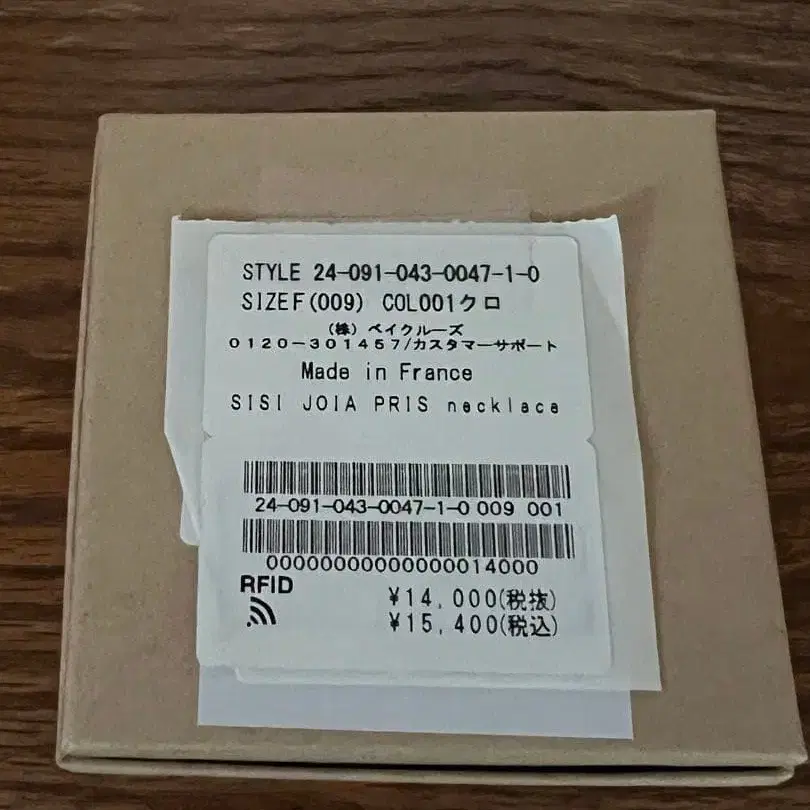 STYLE 24-091-043-0047-1-0
SIZEF(009) COL001クロ
(株) ベイクルーズ
0120-301457/カスタマーサポート
Made in France
SISI JOIA PRIS necklace
24-091-043-0047-1-0 009 001
00000000000000014000
RFID
¥14,000(税抜)
¥15,400(税込)